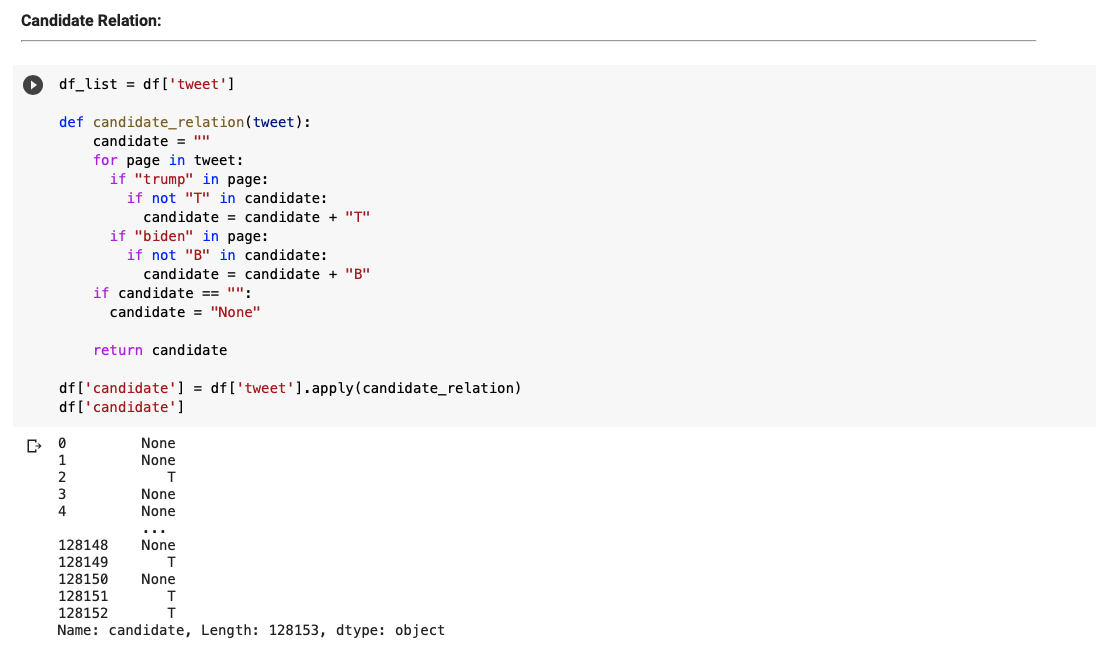 Candidate Relation:
df_list = df['tweet']
def candidate_relation(tweet):
candidate = ""
for page in tweet:
if "trump" in page:
if not "T" in candidate:
candidate = candidate + "T"
if "biden" in page:
if not "B" in candidate:
candidate = candidate + "B"
if candidate == "":
candidate = "None"
return candidate
df['candidate'] = df['tweet'].apply(candidate_relation)
df['candidate']
0 None
1 None
2 T
3 None
4 None
...
128148 None
128149 T
128150 None
128151 T
128152 T
Name: candidate, Length: 128153, dtype: object